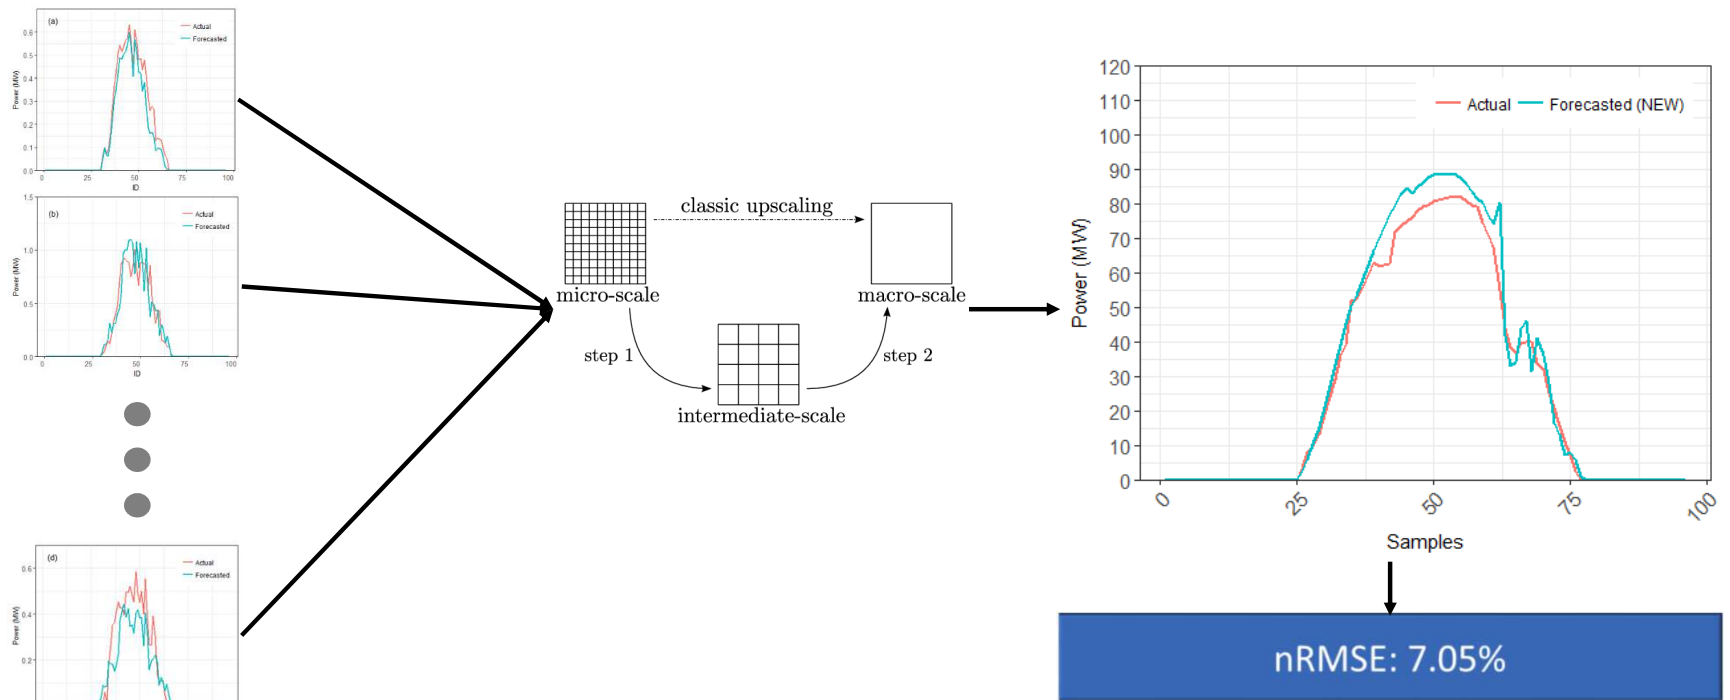 (a)
Actual
Forecasted
0.6
0.5
0.4
0.3
0.2
0.1
0.0
Power (MW)
0 25 50 75 100
ID
(b)
Actual
Forecasted
1.5
1.0
0.5
0.0
Power (MW)
0 25 50 75 100
ID
(d)
Actual
Forecasted
0.6
0.4
0.2
Power (MW)
classic upscaling
micro-scale
macro-scale
step 1
step 2
intermediate-scale
Actual
Forecasted (NEW)
120
110
100
90
80
70
60
50
40
30
20
10
0
Power (MW)
0 25 50 75 100
Samples
nRMSE: 7.05%